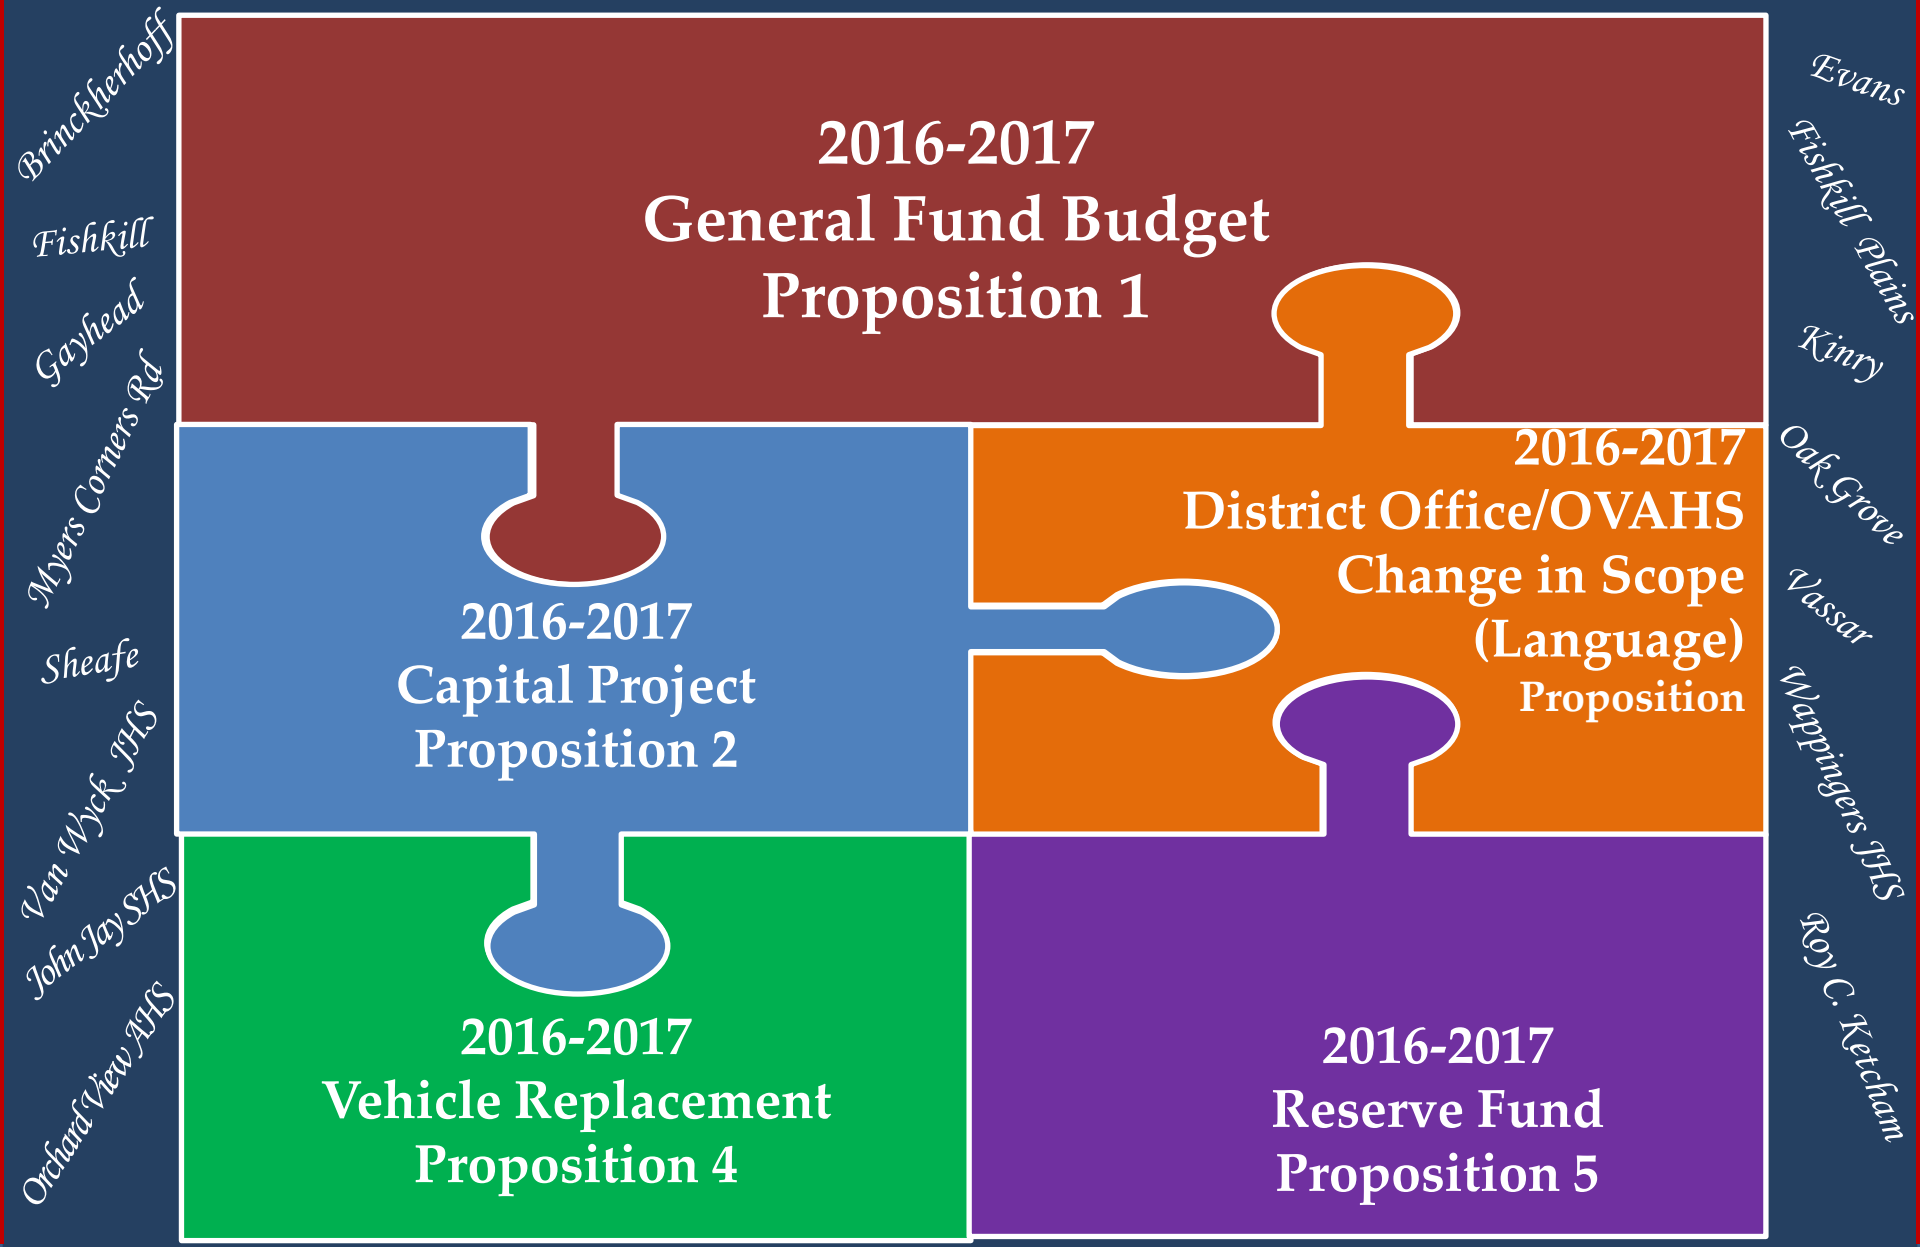 Brinckherhoff
Fishkill
Gayhead
Myers Corners Rd
Sheafe
Van Wyck JHS
John Jay SHS
Orchard View AHS
2016-2017
General Fund Budget
Proposition 1
2016-2017
Capital Project
Proposition 2
2016-2017
District Office/OVAHS
Change in Scope
(Language)
Proposition
2016-2017
Vehicle Replacement
Proposition 4
2016-2017
Reserve Fund
Proposition 5
Evans
Fishkill Plains
Kinry
Oak Grove
Vassar
Wappingers JHS
Roy C. Ketcham